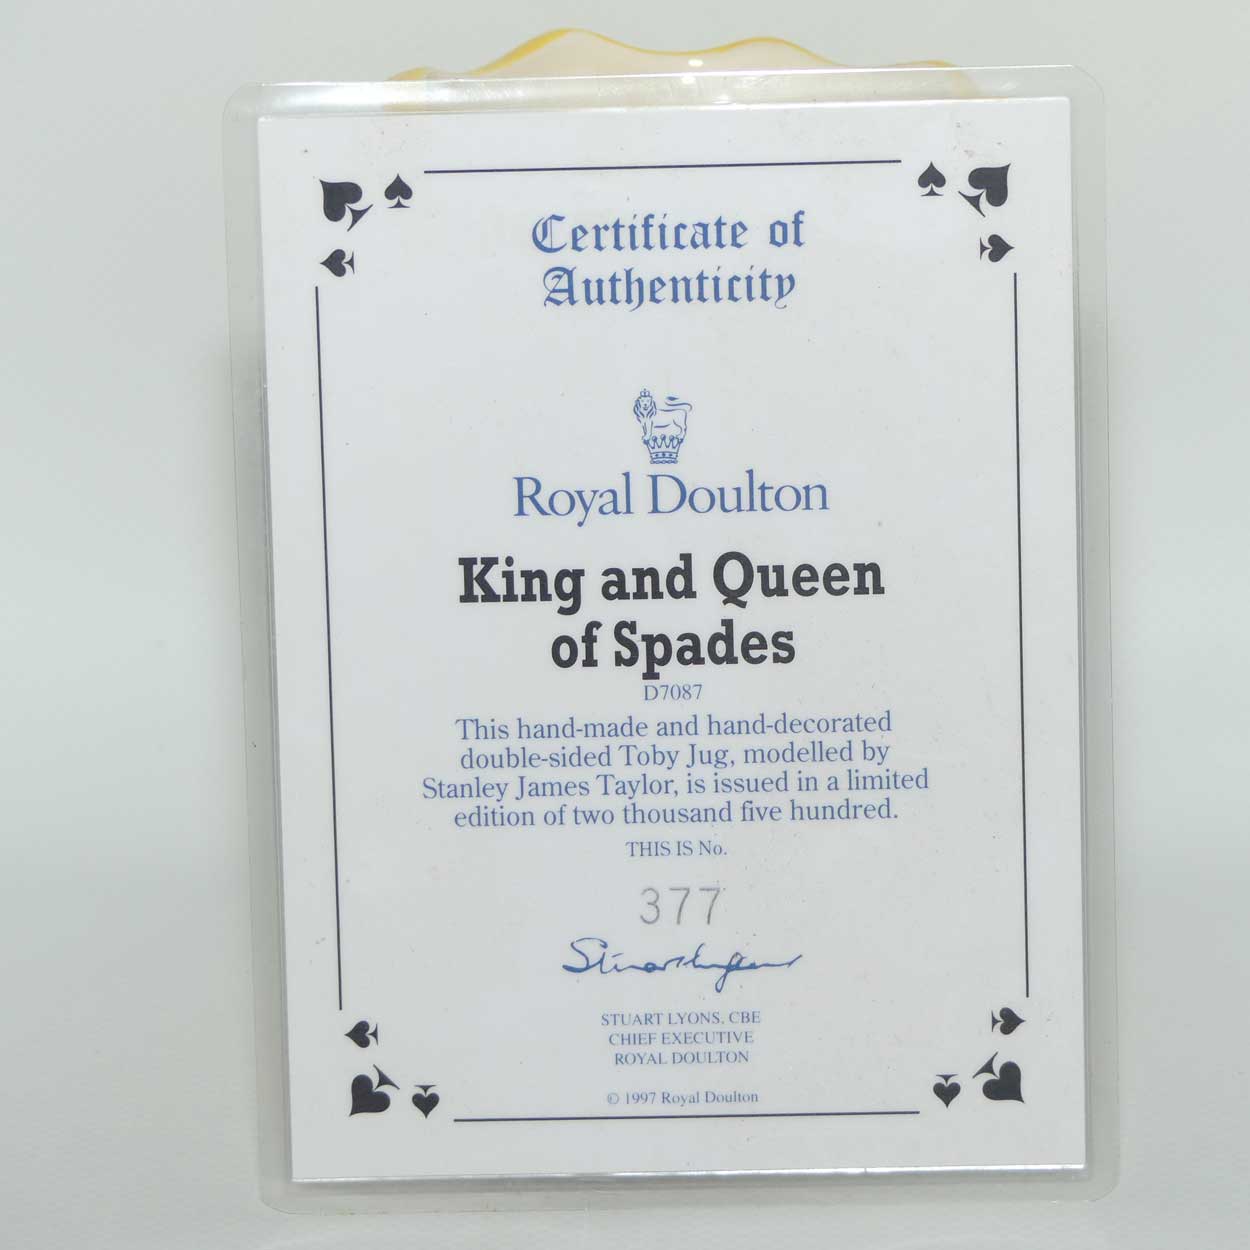 Certificate of
Authenticity
Royal Doulton
King and Queen
of Spades
D7087
This hand-made and hand-decorated
double-sided Toby Jug, modelled by
Stanley James Taylor, is issued in a limited
edition of two thousand five hundred.
THIS IS No.
377
Stuart Lyons
STUART LYONS, CBE
CHIEF EXECUTIVE
ROYAL DOULTON
© 1997 Royal Doulton